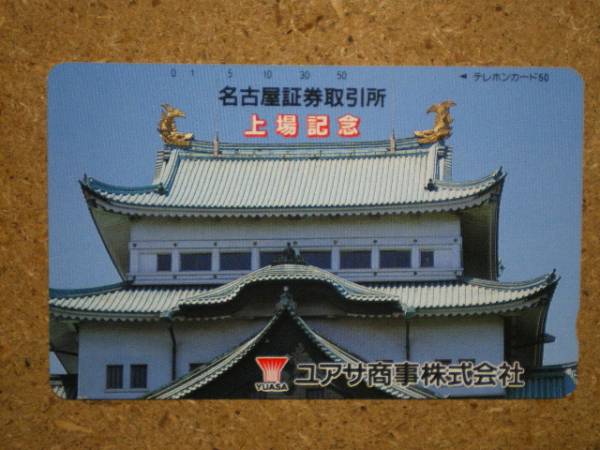 0 1 5 10 30 50
◀ テレホンカード50
名古屋証券取引所
上場記念
YUASA
ユアサ商事株式会社